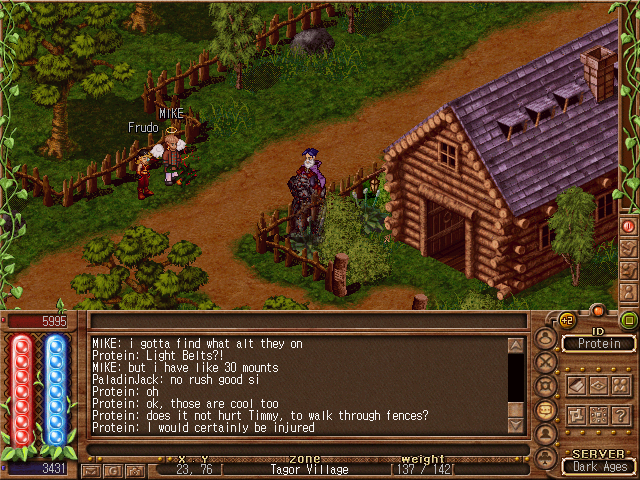 MIKE
Frudo
5995
MIKE: i gotta find what alt they on
Protein: Light Belts?!
MIKE: but i have like 30 mounts
PaladinJack: no rush good si
Protein: oh
Protein: ok, those are cool too
Protein: does it not hurt Timmy, to walk through fences?
Protein: I would certainly be injured
+2
ID
Protein
3431
X Y ZONE weight
23, 76 Tagor Village 137 / 142
SERVER
Dark Ages